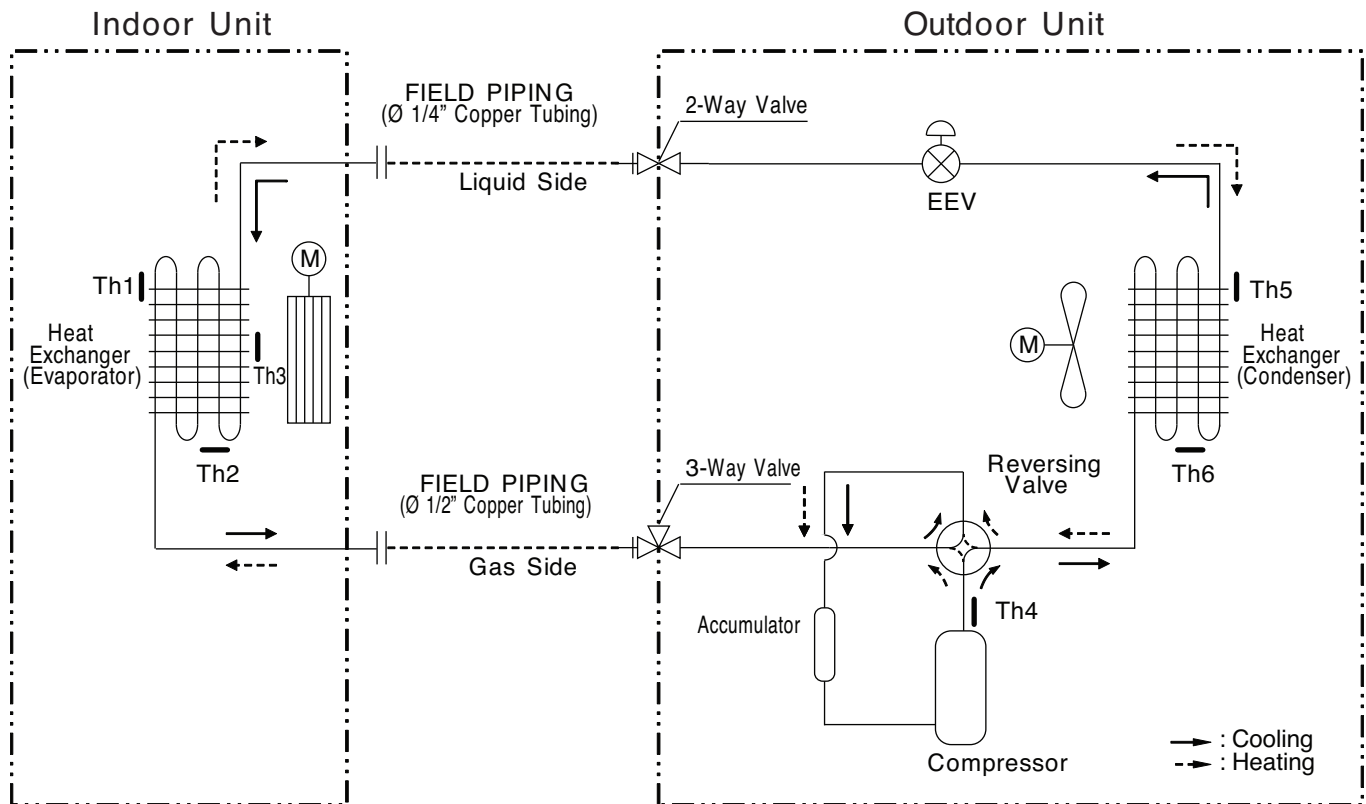 Indoor Unit
Outdoor Unit
FIELD PIPING
(Ø 1/4” Copper Tubing)
2-Way Valve
Liquid Side
EEV
M
Th1
Th5
Heat
Exchanger
(Evaporator)
Th3
M
Heat
Exchanger
(Condenser)
Th2
Th6
FIELD PIPING
(Ø 1/2” Copper Tubing)
3-Way Valve
Reversing
Valve
Gas Side
Th4
Accumulator
Compressor
: Cooling
: Heating